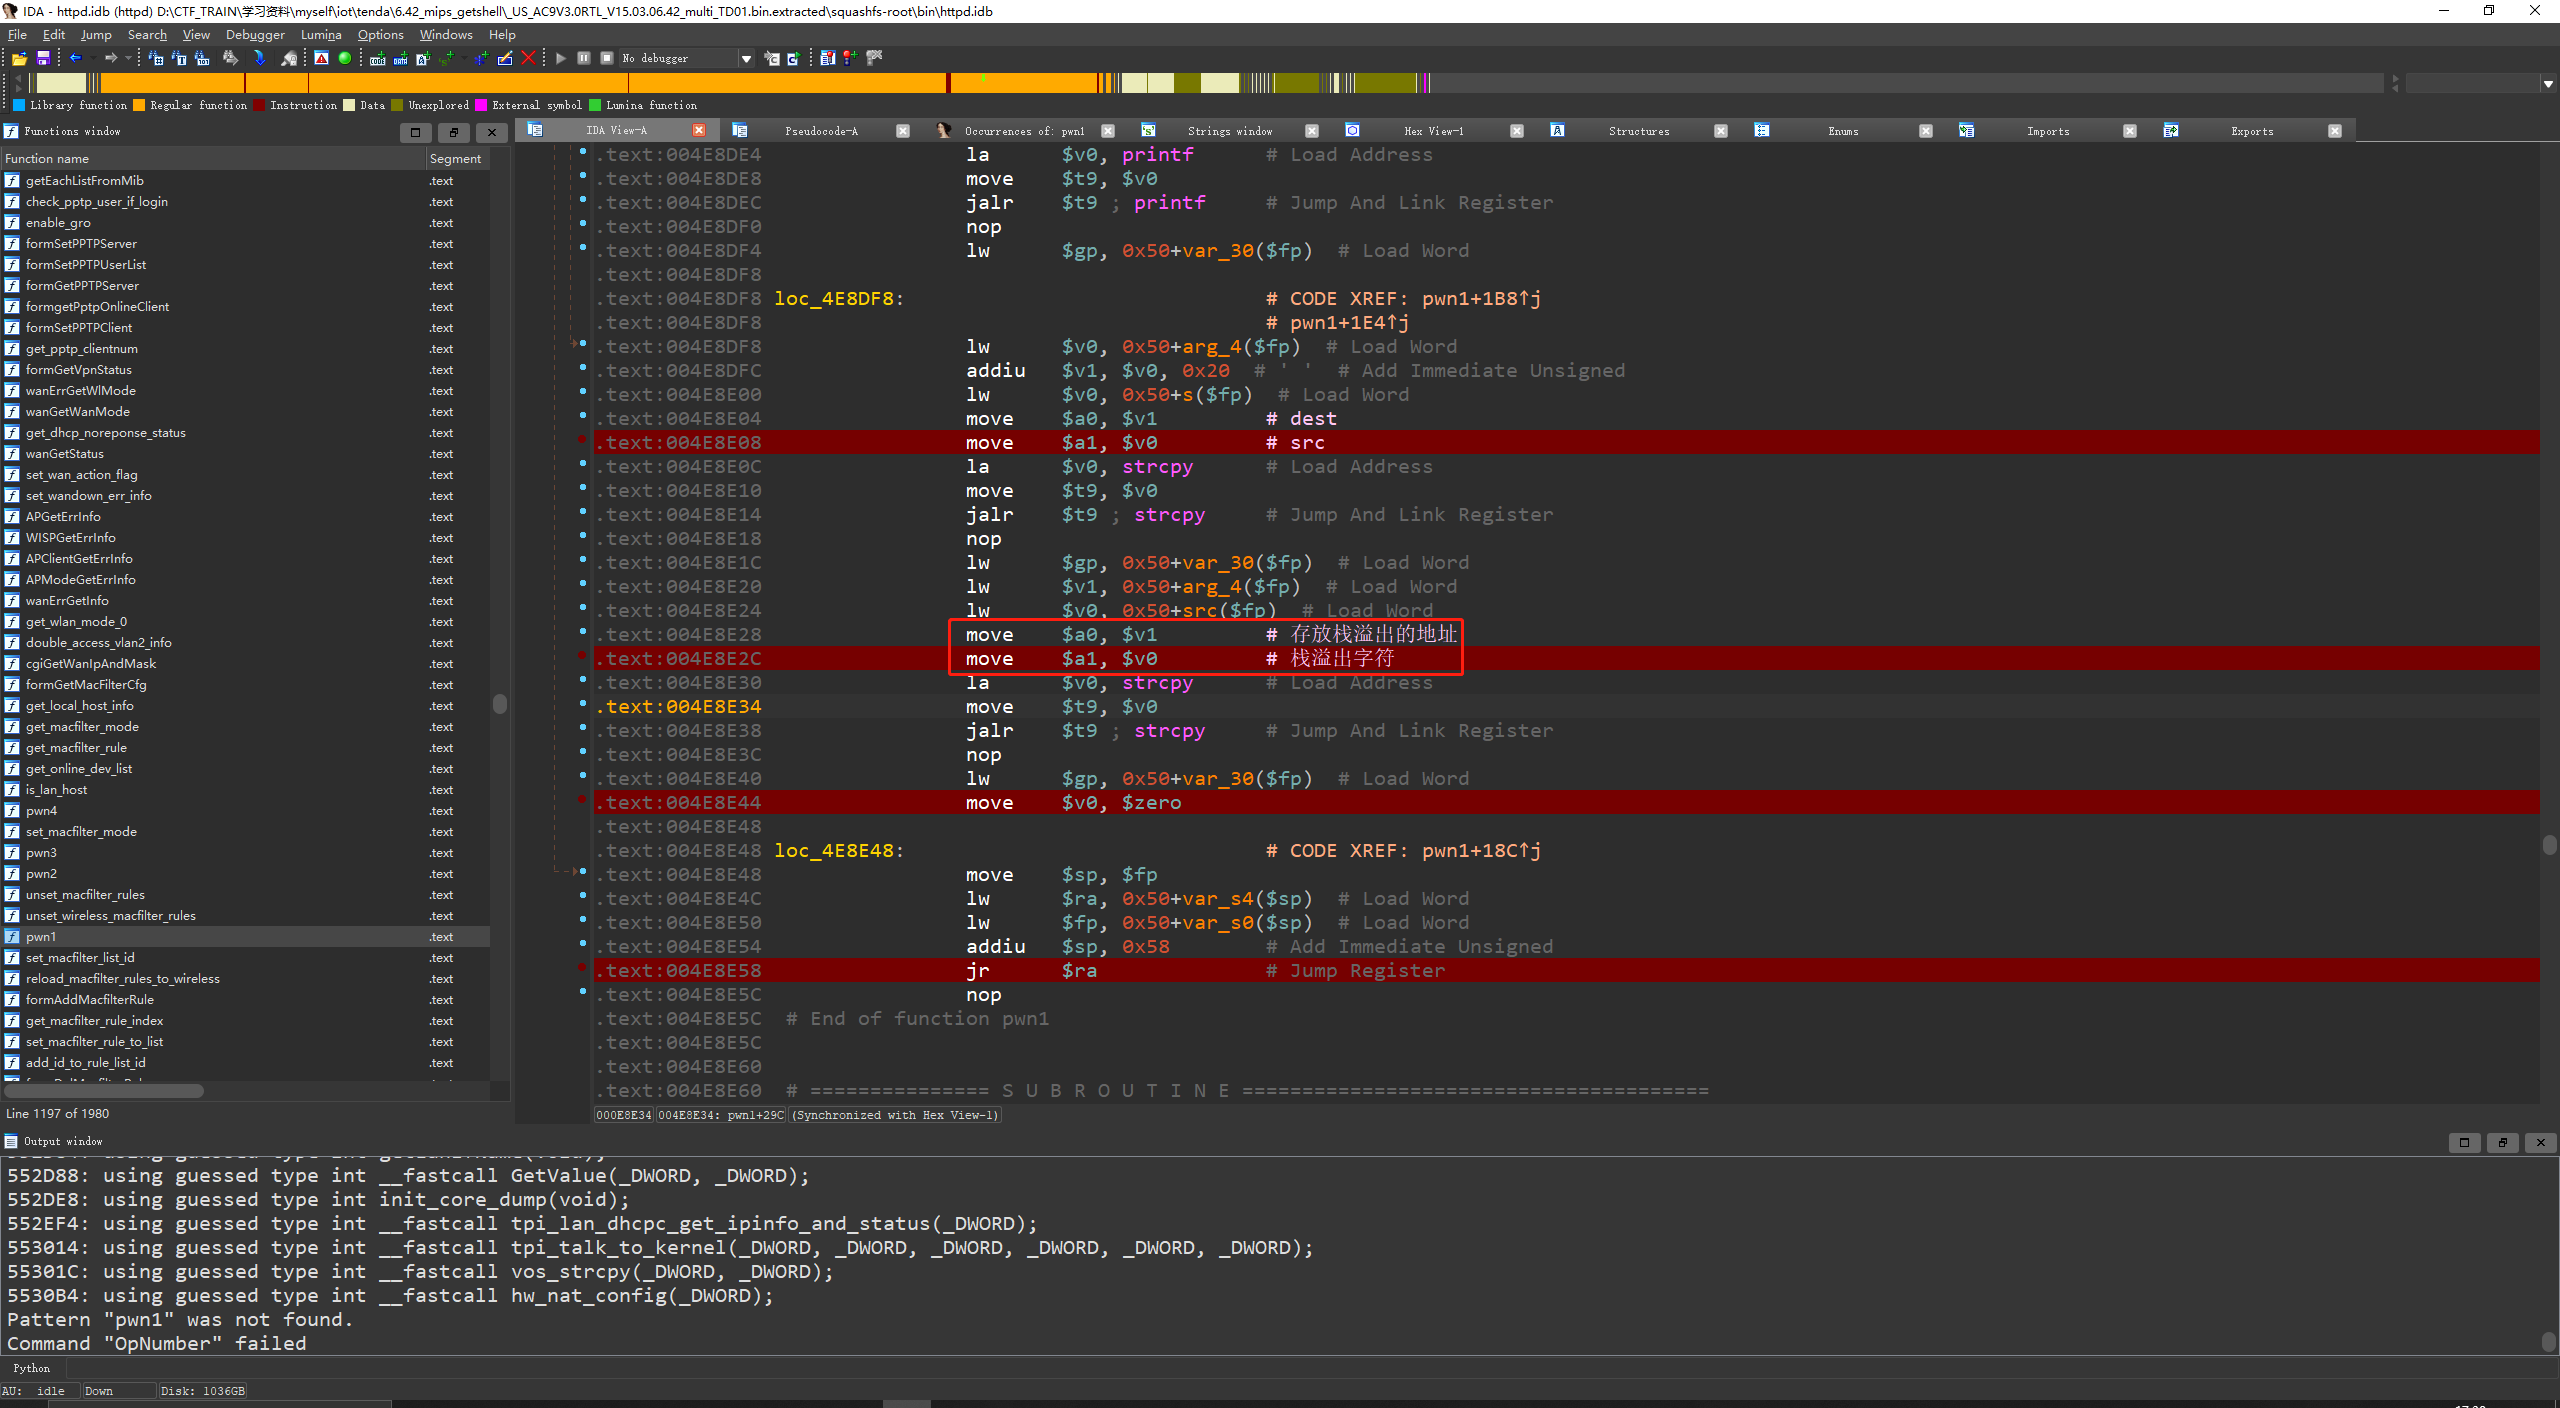 IDA - httpd.idb (httpd) D:\CTF_TRAIN\学习资料\myself\iot\tenda\6.42_mips_getshell\_US_AC9V3.0RTL_V15.03.06.42_multi_TD01.bin.extracted\squashfs-root\bin\httpd.idb
File Edit Jump Search View Debugger Lumina Options Windows Help
No debugger
Library function Regular function Instruction Data Unexplored External symbol Lumina function
Functions window
IDA View-A Pseudocode-A Occurrences of: pwn1 Strings window Hex View-1 Structures Enums Imports Exports
Function name Segment
getEachListFromMib .text
check_pptp_user_if_login .text
enable_gro .text
formSetPPTPServer .text
formSetPPTPUserList .text
formGetPPTPServer .text
formgetPptpOnlineClient .text
formSetPPTPClient .text
get_pptp_clientnum .text
formGetVpnStatus .text
wanErrGetWlMode .text
wanGetWanMode .text
get_dhcp_noreponse_status .text
wanGetStatus .text
set_wan_action_flag .text
set_wandown_err_info .text
APGetErrInfo .text
WISPGetErrInfo .text
APClientGetErrInfo .text
APModeGetErrInfo .text
wanErrGetInfo .text
get_wlan_mode_0 .text
double_access_vlan2_info .text
cgiGetWanIpAndMask .text
formGetMacFilterCfg .text
get_local_host_info .text
get_macfilter_mode .text
get_macfilter_rule .text
get_online_dev_list .text
is_lan_host .text
pwn4 .text
set_macfilter_mode .text
pwn3 .text
pwn2 .text
unset_macfilter_rules .text
unset_wireless_macfilter_rules .text
pwn1 .text
set_macfilter_list_id .text
reload_macfilter_rules_to_wireless .text
formAddMacfilterRule .text
get_macfilter_rule_index .text
set_macfilter_rule_to_list .text
add_id_to_rule_list_id .text
Line 1197 of 1980
.text:004E8DE4 la $v0, printf # Load Address
.text:004E8DE8 move $t9, $v0
.text:004E8DEC jalr $t9 ; printf # Jump And Link Register
.text:004E8DF0 nop
.text:004E8DF4 lw $gp, 0x50+var_30($fp) # Load Word
.text:004E8DF8
.text:004E8DF8 loc_4E8DF8: # CODE XREF: pwn1+1B8↑j
.text:004E8DF8 # pwn1+1E4↑j
.text:004E8DF8 lw $v0, 0x50+arg_4($fp) # Load Word
.text:004E8DFC addiu $v1, $v0, 0x20 # ' ' # Add Immediate Unsigned
.text:004E8E00 lw $v0, 0x50+s($fp) # Load Word
.text:004E8E04 move $a0, $v1 # dest
.text:004E8E08 move $a1, $v0 # src
.text:004E8E0C la $v0, strcpy # Load Address
.text:004E8E10 move $t9, $v0
.text:004E8E14 jalr $t9 ; strcpy # Jump And Link Register
.text:004E8E18 nop
.text:004E8E1C lw $gp, 0x50+var_30($fp) # Load Word
.text:004E8E20 lw $v1, 0x50+arg_4($fp) # Load Word
.text:004E8E24 lw $v0, 0x50+src($fp) # Load Word
.text:004E8E28 move $a0, $v1 # 存放栈溢出的地址
.text:004E8E2C move $a1, $v0 # 栈溢出字符
.text:004E8E30 la $v0, strcpy # Load Address
.text:004E8E34 move $t9, $v0
.text:004E8E38 jalr $t9 ; strcpy # Jump And Link Register
.text:004E8E3C nop
.text:004E8E40 lw $gp, 0x50+var_30($fp) # Load Word
.text:004E8E44 move $v0, $zero
.text:004E8E48
.text:004E8E48 loc_4E8E48: # CODE XREF: pwn1+18C↑j
.text:004E8E48 move $sp, $fp
.text:004E8E4C lw $ra, 0x50+var_s4($sp) # Load Word
.text:004E8E50 lw $fp, 0x50+var_s0($sp) # Load Word
.text:004E8E54 addiu $sp, 0x58 # Add Immediate Unsigned
.text:004E8E58 jr $ra # Jump Register
.text:004E8E5C nop
.text:004E8E5C # End of function pwn1
.text:004E8E5C
.text:004E8E60
.text:004E8E60 # =============== S U B R O U T I N E =======================================
000E8E34 004E8E34: pwn1+29C (Synchronized with Hex View-1)
Output window
552D88: using guessed type int __fastcall GetValue(_DWORD, _DWORD);
552DE8: using guessed type int init_core_dump(void);
552EF4: using guessed type int __fastcall tpi_lan_dhcpc_get_ipinfo_and_status(_DWORD);
553014: using guessed type int __fastcall tpi_talk_to_kernel(_DWORD, _DWORD, _DWORD, _DWORD, _DWORD, _DWORD);
55301C: using guessed type int __fastcall vos_strcpy(_DWORD, _DWORD);
5530B4: using guessed type int __fastcall hw_nat_config(_DWORD);
Pattern "pwn1" was not found.
Command "OpNumber" failed
Python
AU: idle Down Disk: 1036GB